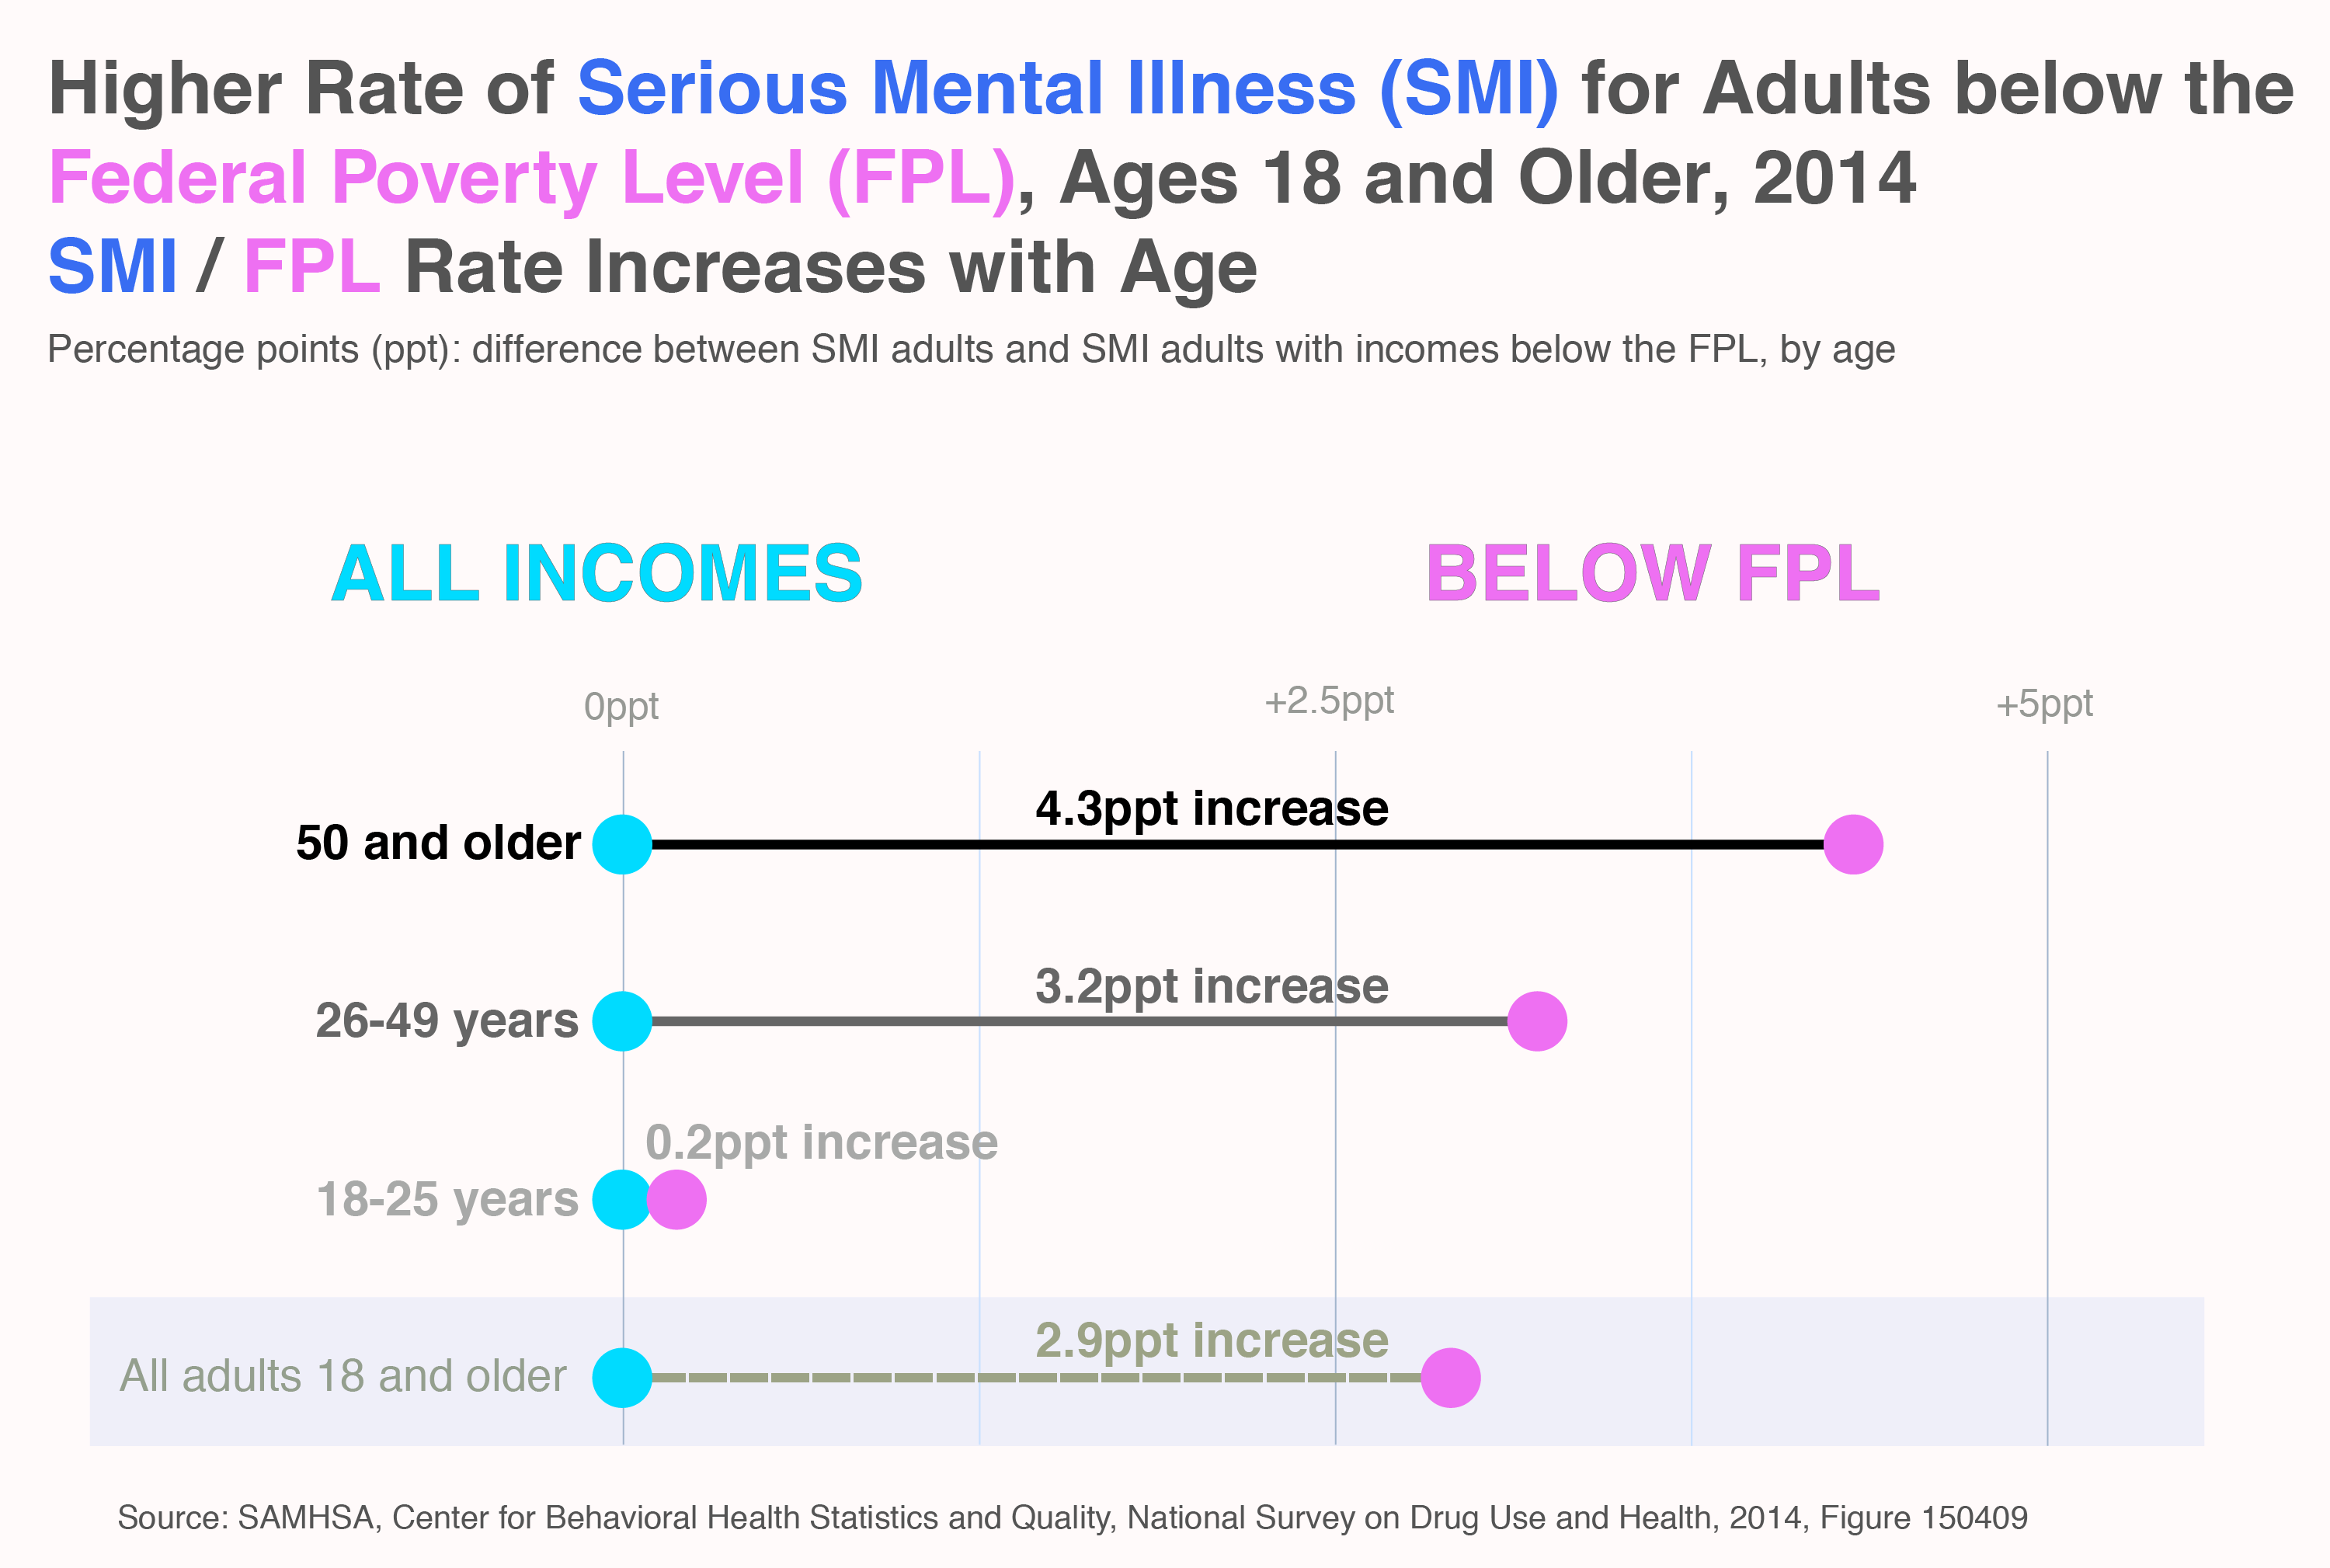 Higher Rate of Serious Mental Illness (SMI) for Adults below the
Federal Poverty Level (FPL), Ages 18 and Older, 2014
SMI / FPL Rate Increases with Age
Percentage points (ppt): difference between SMI adults and SMI adults with incomes below the FPL, by age
ALL INCOMES
BELOW FPL
0ppt
+2.5ppt
+5ppt
4.3ppt increase
50 and older
3.2ppt increase
26-49 years
0.2ppt increase
18-25 years
2.9ppt increase
All adults 18 and older
Source: SAMHSA, Center for Behavioral Health Statistics and Quality, National Survey on Drug Use and Health, 2014, Figure 150409